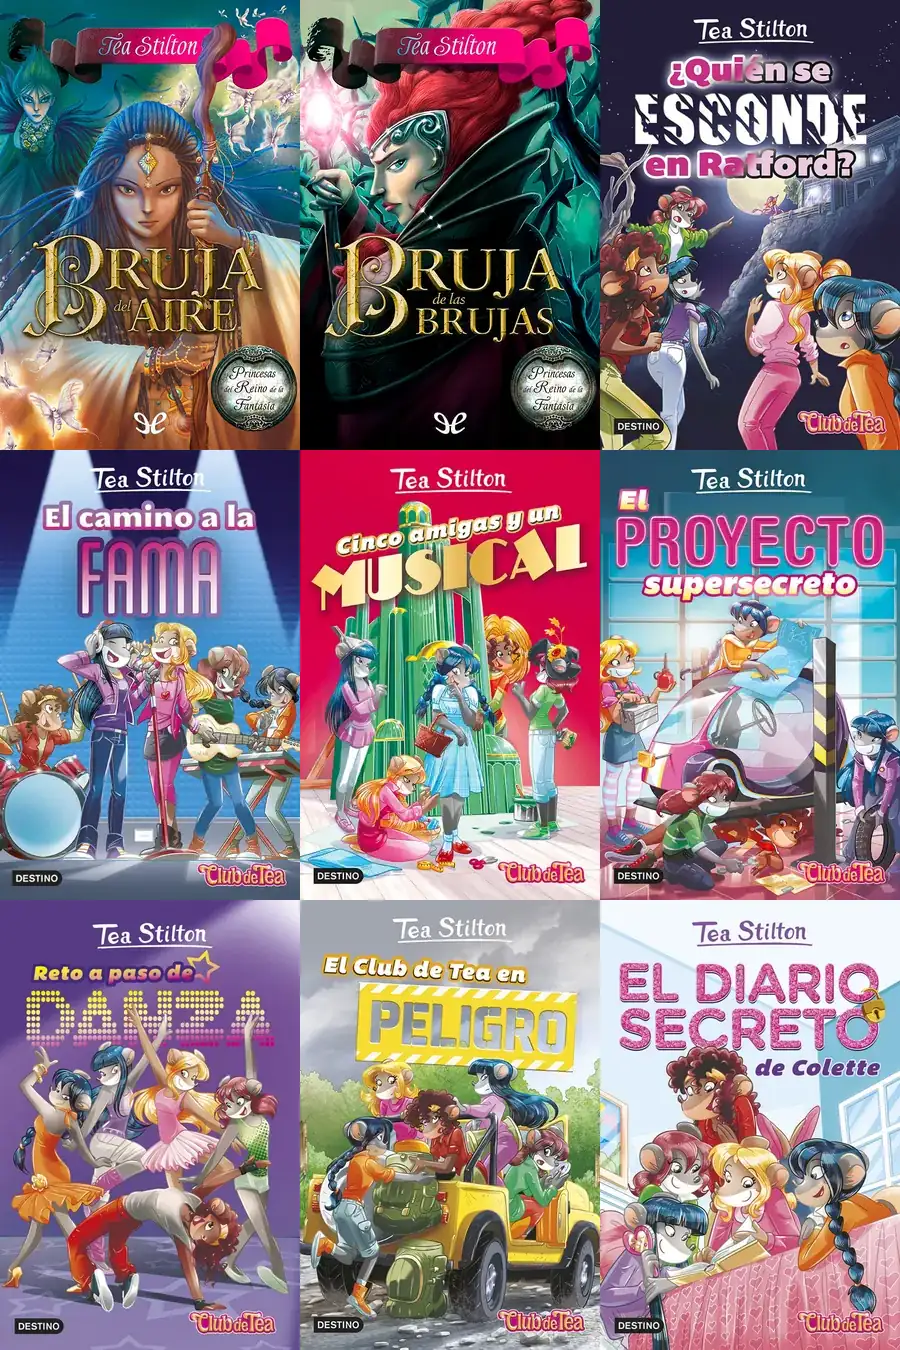 Tea Stilton
BRUJA
del AIRE
Princesas
del Reino de la
Fantasía
Tea Stilton
BRUJA
de las
BRUJAS
Princesas
del Reino de la
Fantasía
Tea Stilton
¿Quién se
ESCONDE
en Ratford?
DESTINO
Club de Tea
Tea Stilton
El camino a la
FAMA
DESTINO
Club de Tea
Tea Stilton
Cinco amigas y un
MUSICAL
DESTINO
Club de Tea
Tea Stilton
El
PROYECTO
supersecreto
DESTINO
Club de Tea
Tea Stilton
Reto a paso de
DANZA
DESTINO
Club de Tea
Tea Stilton
El Club de Tea en
PELIGRO
DESTINO
Club de Tea
Tea Stilton
EL DIARIO
SECRETO
de Colette
DESTINO
Club de Tea